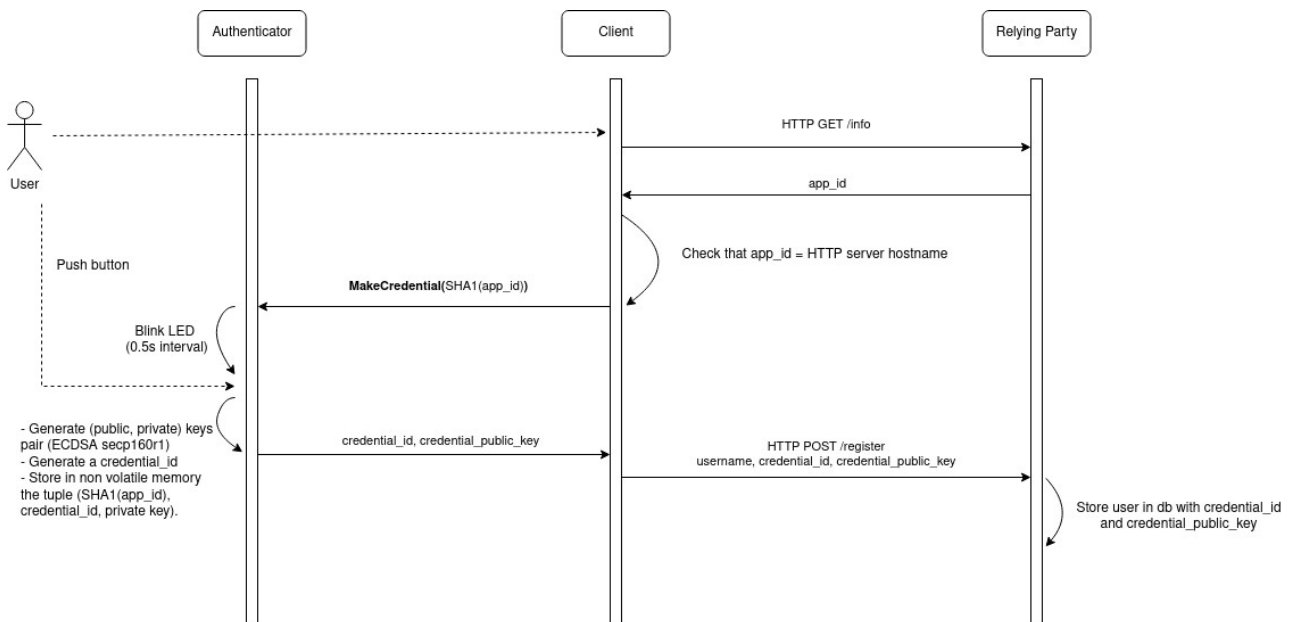 Authenticator
Client
Relying Party
HTTP GET /info
User
app_id
Check that app_id = HTTP server hostname
Push button
MakeCredential(SHA1(app_id))
Blink LED
(0.5s interval)
- Generate (public, private) keys
pair (ECDSA secp160r1)
- Generate a credential_id
- Store in non volatile memory
the tuple (SHA1(app_id),
credential_id, private key).
credential_id, credential_public_key
HTTP POST /register
username, credential_id, credential_public_key
Store user in db with credential_id
and credential_public_key